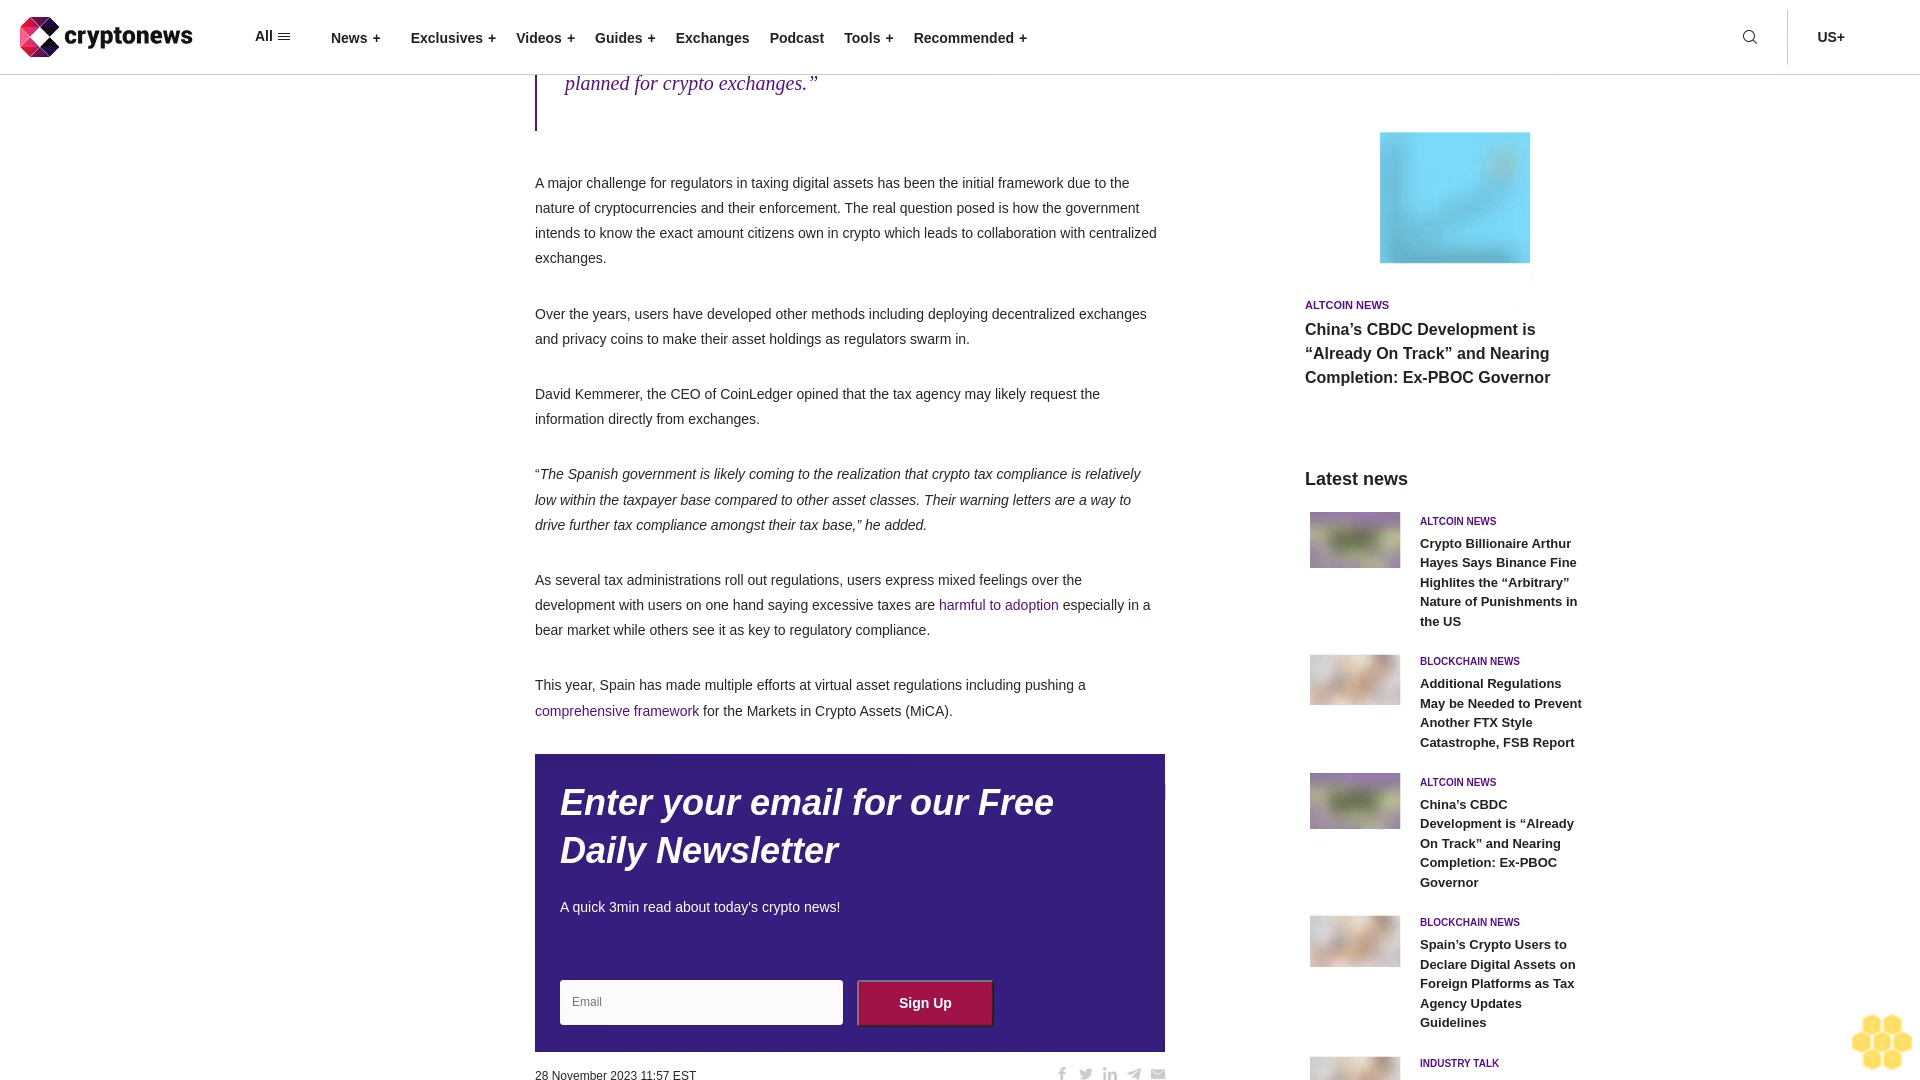 cryptonews
All
News +
Exclusives +
Videos +
Guides +
Exchanges
Podcast
Tools +
Recommended +
US+
planned for crypto exchanges.”
A major challenge for regulators in taxing digital assets has been the initial framework due to the
nature of cryptocurrencies and their enforcement. The real question posed is how the government
intends to know the exact amount citizens own in crypto which leads to collaboration with centralized
exchanges.
Over the years, users have developed other methods including deploying decentralized exchanges
and privacy coins to make their asset holdings as regulators swarm in.
David Kemmerer, the CEO of CoinLedger opined that the tax agency may likely request the
information directly from exchanges.
“The Spanish government is likely coming to the realization that crypto tax compliance is relatively
low within the taxpayer base compared to other asset classes. Their warning letters are a way to
drive further tax compliance amongst their tax base,” he added.
As several tax administrations roll out regulations, users express mixed feelings over the
development with users on one hand saying excessive taxes are harmful to adoption especially in a
bear market while others see it as key to regulatory compliance.
This year, Spain has made multiple efforts at virtual asset regulations including pushing a
comprehensive framework for the Markets in Crypto Assets (MiCA).
Enter your email for our Free
Daily Newsletter
A quick 3min read about today's crypto news!
Email
Sign Up
28 November 2023 11:57 EST
ALTCOIN NEWS
China’s CBDC Development is
“Already On Track” and Nearing
Completion: Ex-PBOC Governor
Latest news
ALTCOIN NEWS
Crypto Billionaire Arthur
Hayes Says Binance Fine
Highlites the “Arbitrary”
Nature of Punishments in
the US
BLOCKCHAIN NEWS
Additional Regulations
May be Needed to Prevent
Another FTX Style
Catastrophe, FSB Report
ALTCOIN NEWS
China’s CBDC
Development is “Already
On Track” and Nearing
Completion: Ex-PBOC
Governor
BLOCKCHAIN NEWS
Spain’s Crypto Users to
Declare Digital Assets on
Foreign Platforms as Tax
Agency Updates
Guidelines
INDUSTRY TALK